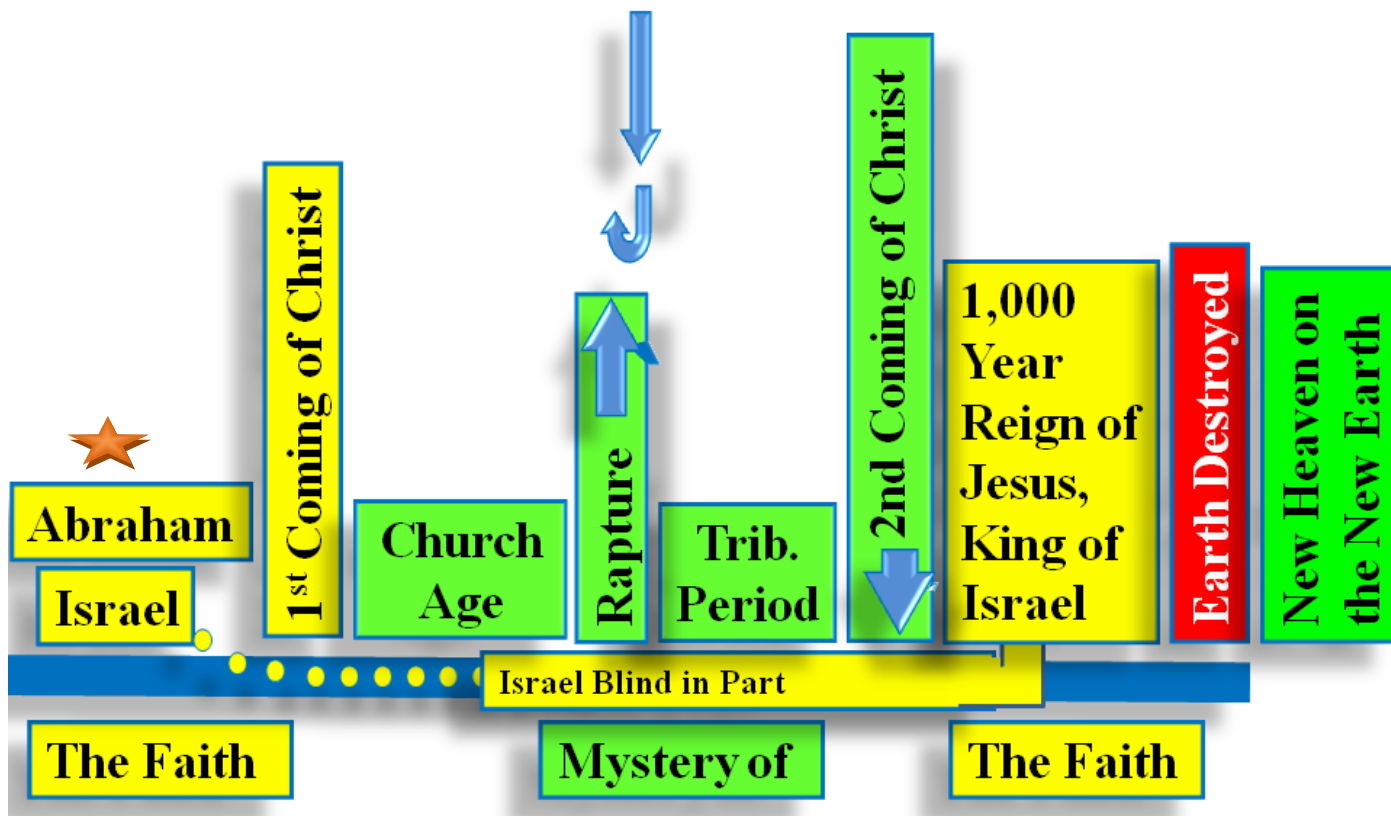 Abraham
Israel
1st Coming of Christ
Church
Age
Rapture
Trib.
Period
2nd Coming of Christ
1,000
Year
Reign of
Jesus,
King of
Israel
Earth Destroyed
New Heaven on
the New Earth
Israel Blind in Part
The Faith
Mystery of
The Faith